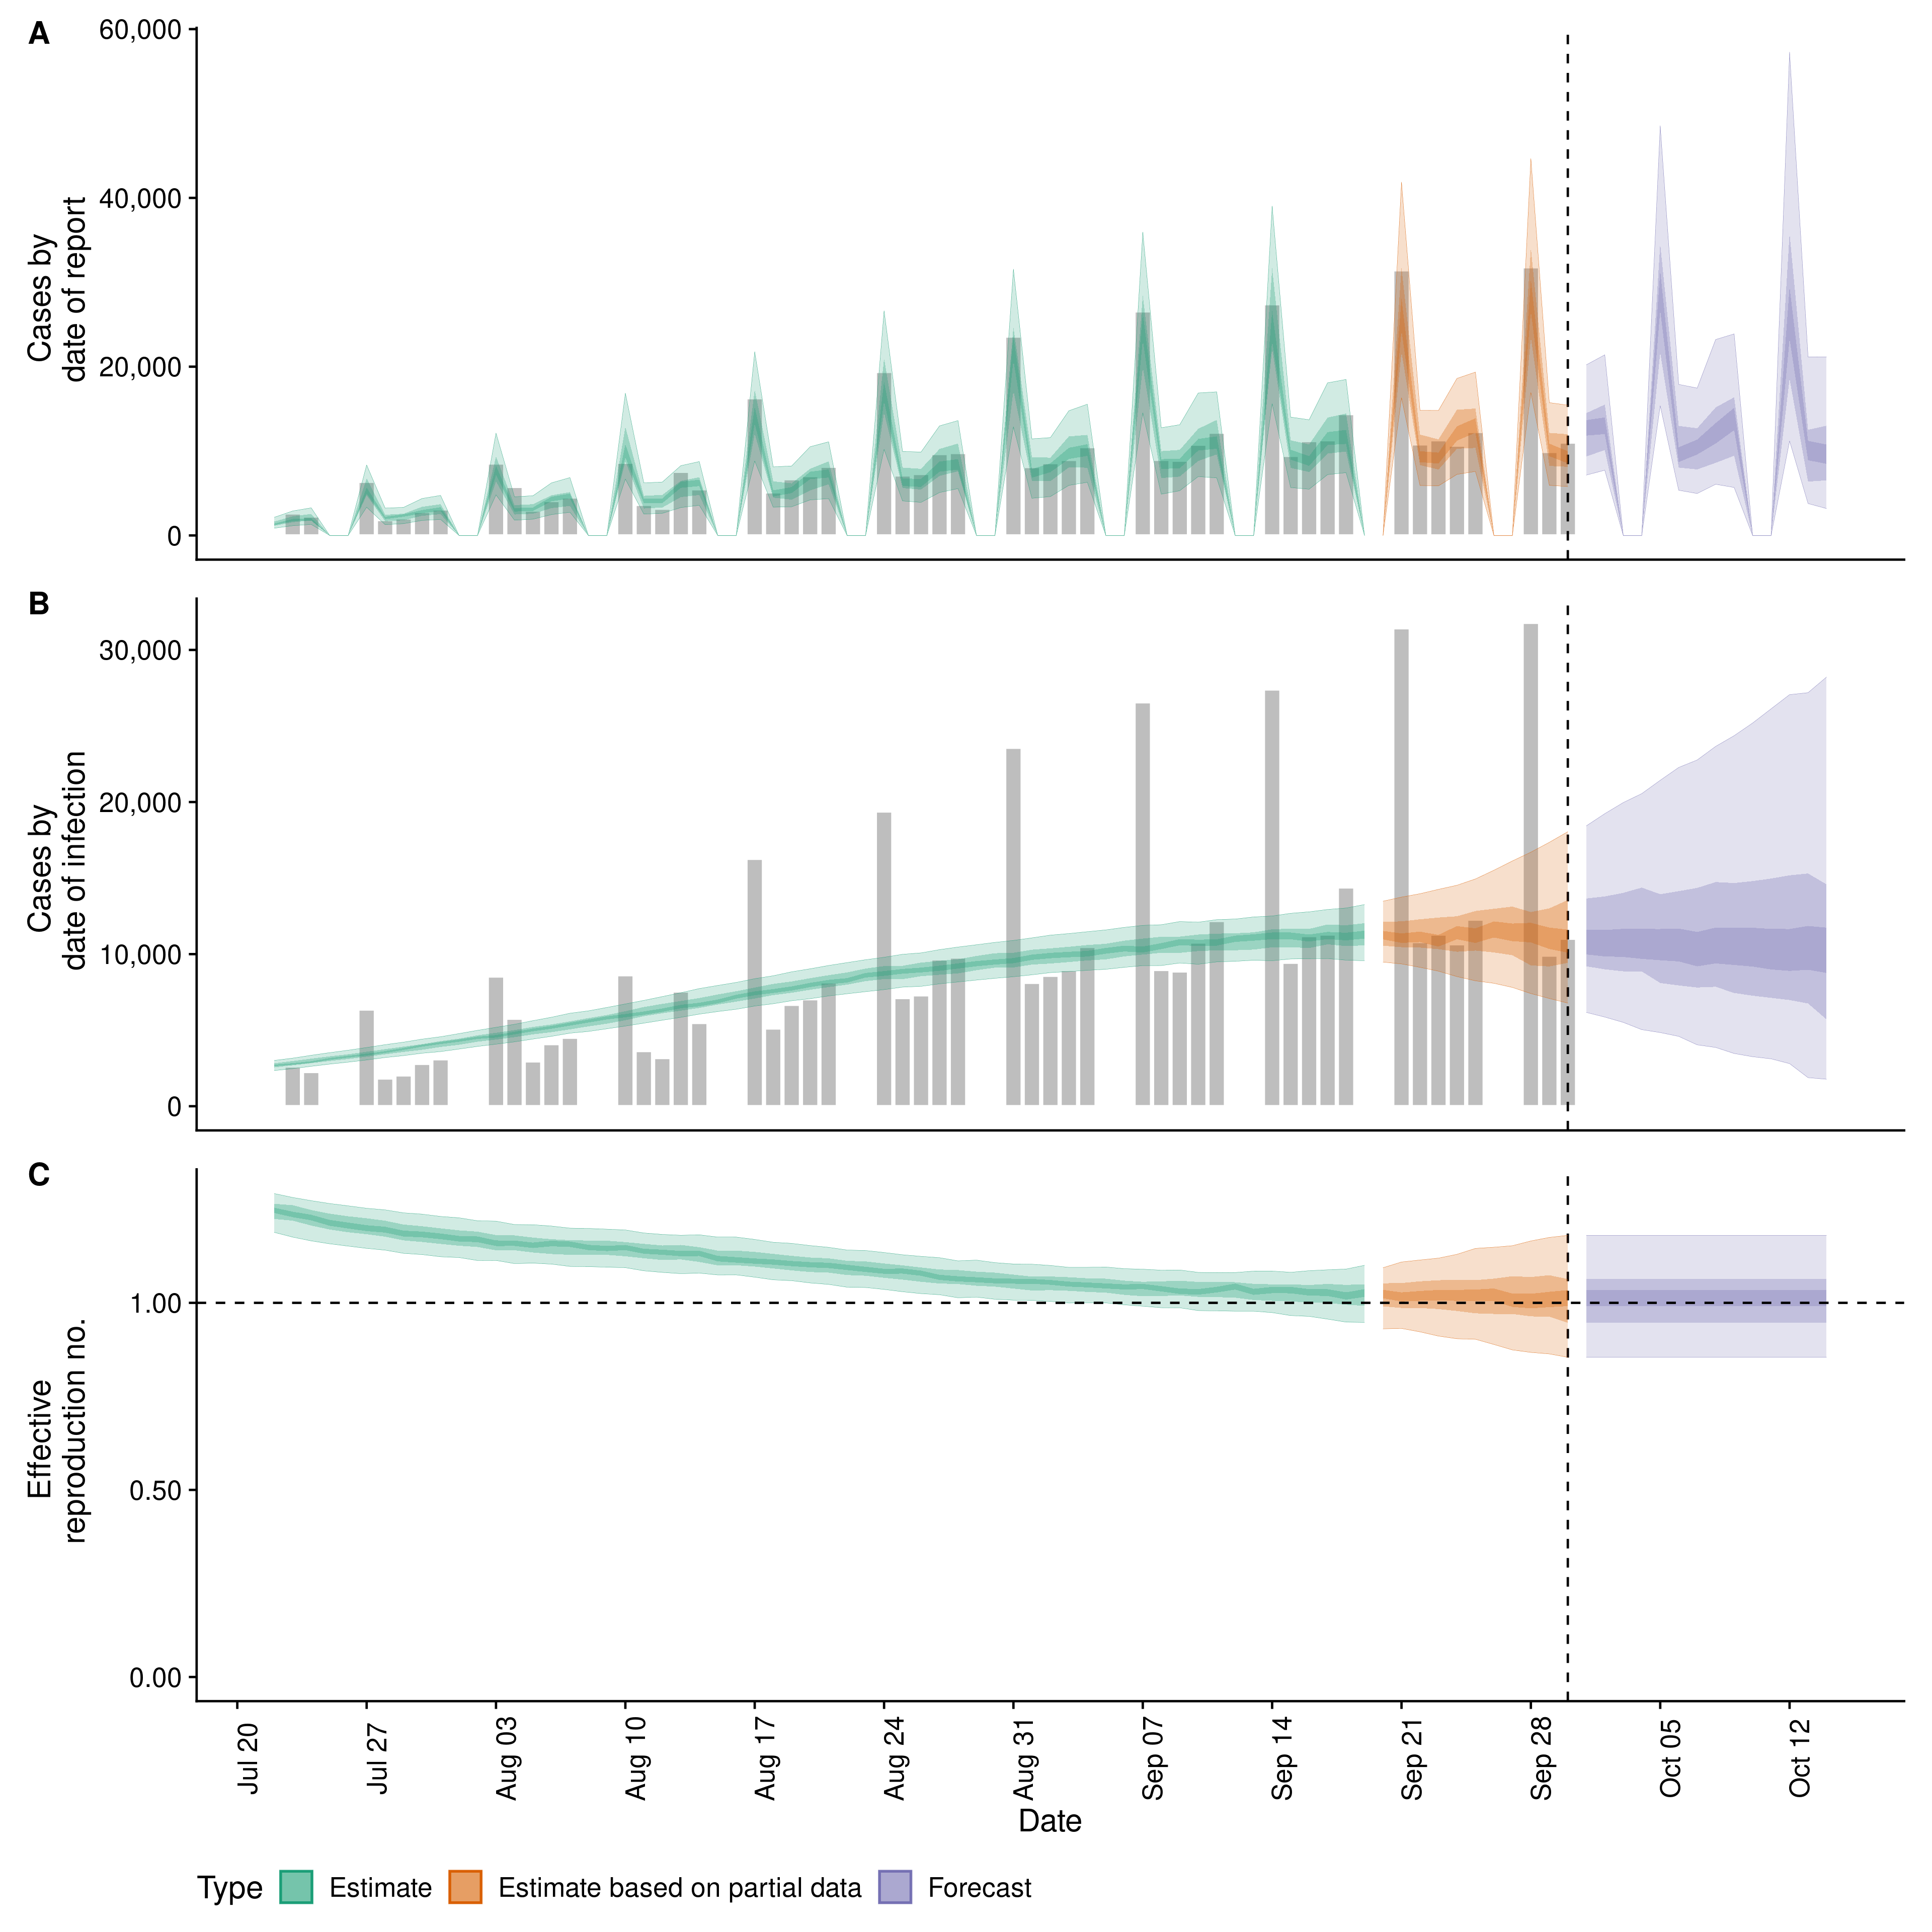 A
60,000
40,000
20,000
0
Cases by
date of report
B
30,000
20,000
10,000
0
Cases by
date of infection
C
1.00
0.50
0.00
Effective
reproduction no.
Jul 20
Jul 27
Aug 03
Aug 10
Aug 17
Aug 24
Aug 31
Sep 07
Sep 14
Sep 21
Sep 28
Oct 05
Oct 12
Date
Type Estimate Estimate based on partial data Forecast